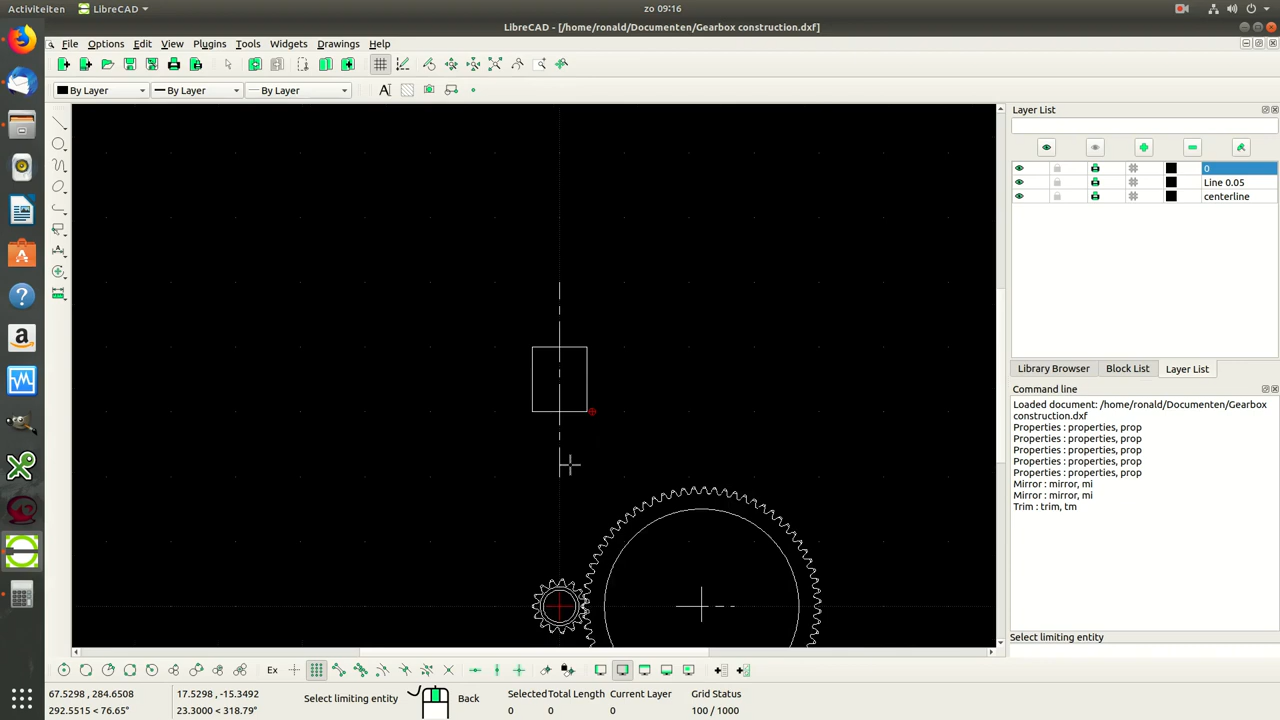 Activiteiten
LibreCAD
zo 09:16
LibreCAD - [/home/ronald/Documenten/Gearbox construction.dxf]
File Options Edit View Plugins Tools Widgets Drawings Help
By Layer
By Layer
By Layer
Layer List
0
Line 0.05
centerline
Library Browser
Block List
Layer List
Command line
Loaded document: /home/ronald/Documenten/Gearbox
construction.dxf
Properties : properties, prop
Properties : properties, prop
Properties : properties, prop
Properties : properties, prop
Properties : properties, prop
Mirror : mirror, mi
Mirror : mirror, mi
Trim : trim, tm
Select limiting entity
Ex
67.5298 , 284.6508
292.5515 < 76.65°
17.5298 , -15.3492
23.3000 < 318.79°
Select limiting entity
Back
Selected Total Length
0 0
Current Layer
0
Grid Status
100 / 1000